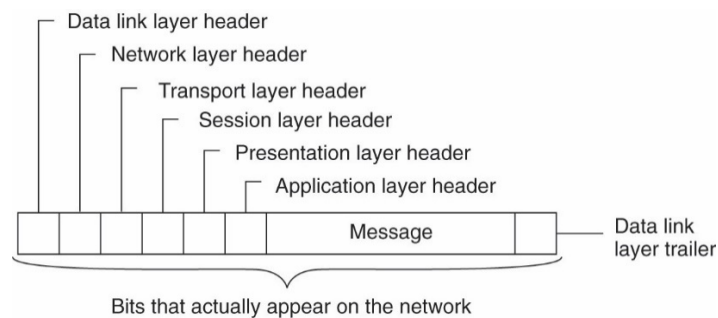 Data link layer header
Network layer header
Transport layer header
Session layer header
Presentation layer header
Application layer header
Message
Data link
layer trailer
Bits that actually appear on the network